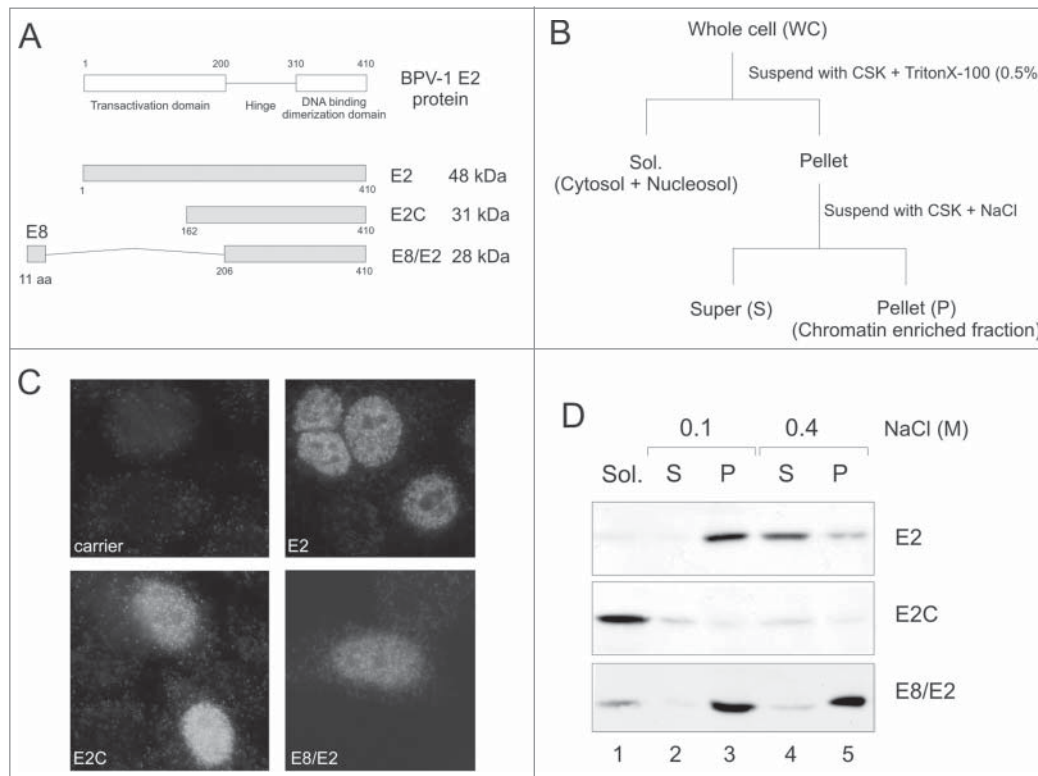 A
1 200 310 410
BPV-1 E2
protein
Transactivation domain Hinge DNA binding
dimerization domain
E2 48 kDa
1 410
E2C 31 kDa
162 410
E8
E8/E2 28 kDa
11 aa 206 410
B
Whole cell (WC)
Suspend with CSK + TritonX-100 (0.5%
Sol.
(Cytosol + Nucleosol)
Pellet
Suspend with CSK + NaCl
Super (S)
Pellet (P)
(Chromatin enriched fraction)
C
carrier
E2
E2C
E8/E2
D
0.1 0.4 NaCl (M)
Sol. S P S P
E2
E2C
E8/E2
1 2 3 4 5